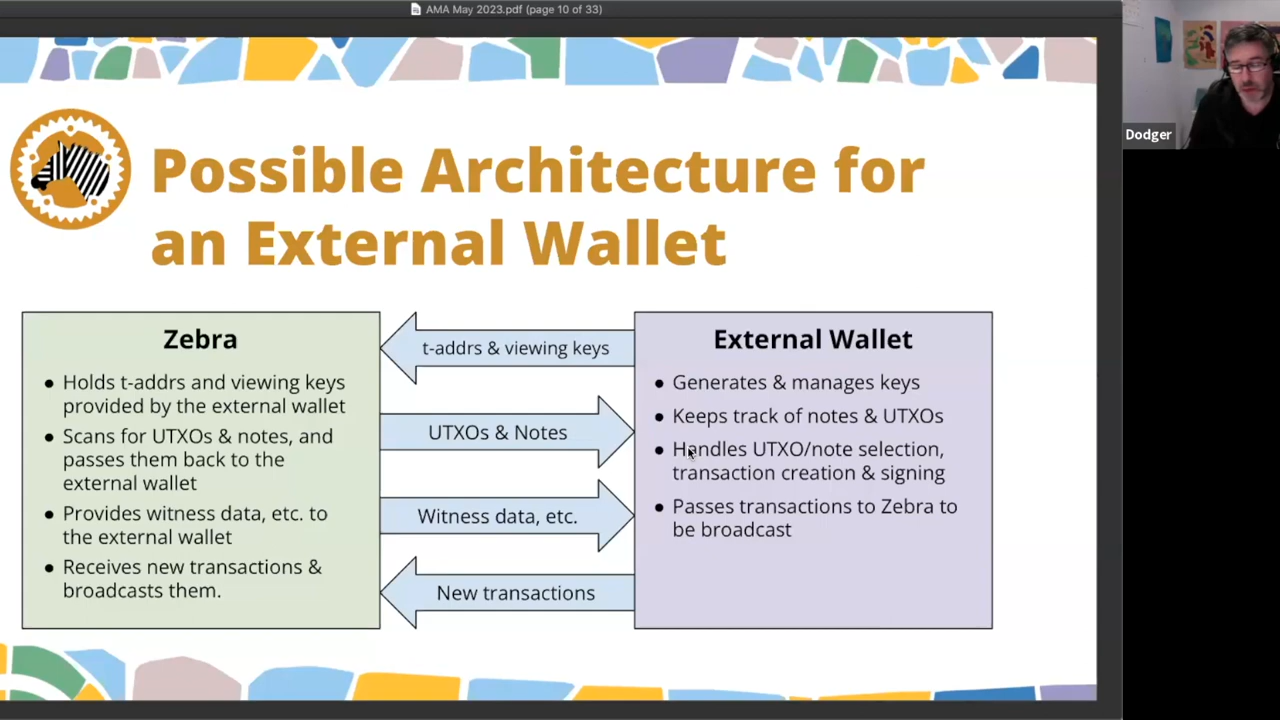 AMA May 2023.pdf (page 10 of 33)
Dodger
Possible Architecture for
an External Wallet
Zebra
● Holds t-addrs and viewing keys
provided by the external wallet
● Scans for UTXOs & notes, and
passes them back to the
external wallet
● Provides witness data, etc. to
the external wallet
● Receives new transactions &
broadcasts them.
t-addrs & viewing keys
UTXOs & Notes
Witness data, etc.
New transactions
External Wallet
● Generates & manages keys
● Keeps track of notes & UTXOs
● Handles UTXO/note selection,
transaction creation & signing
● Passes transactions to Zebra to
be broadcast